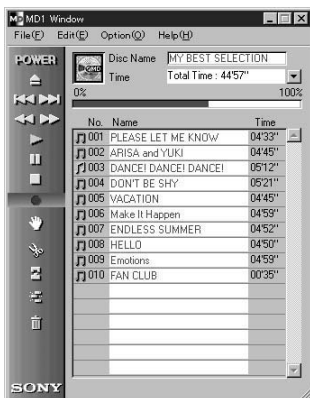 MD1 Window
File(F) Edit(E) Option(O) Help(H)
POWER
Disc Name MY BEST SELECTION
Time Total Time : 44'57"
0% 100%
No. Name Time
001 PLEASE LET ME KNOW 04'33"
002 ARISA and YUKI 04'45"
003 DANCE! DANCE! DANCE! 05'12"
004 DON'T BE SHY 05'21"
005 VACATION 04'45"
006 Make It Happen 04'59"
007 ENDLESS SUMMER 04'52"
008 HELLO 04'50"
009 Emotions 04'59"
010 FAN CLUB 00'35"
SONY